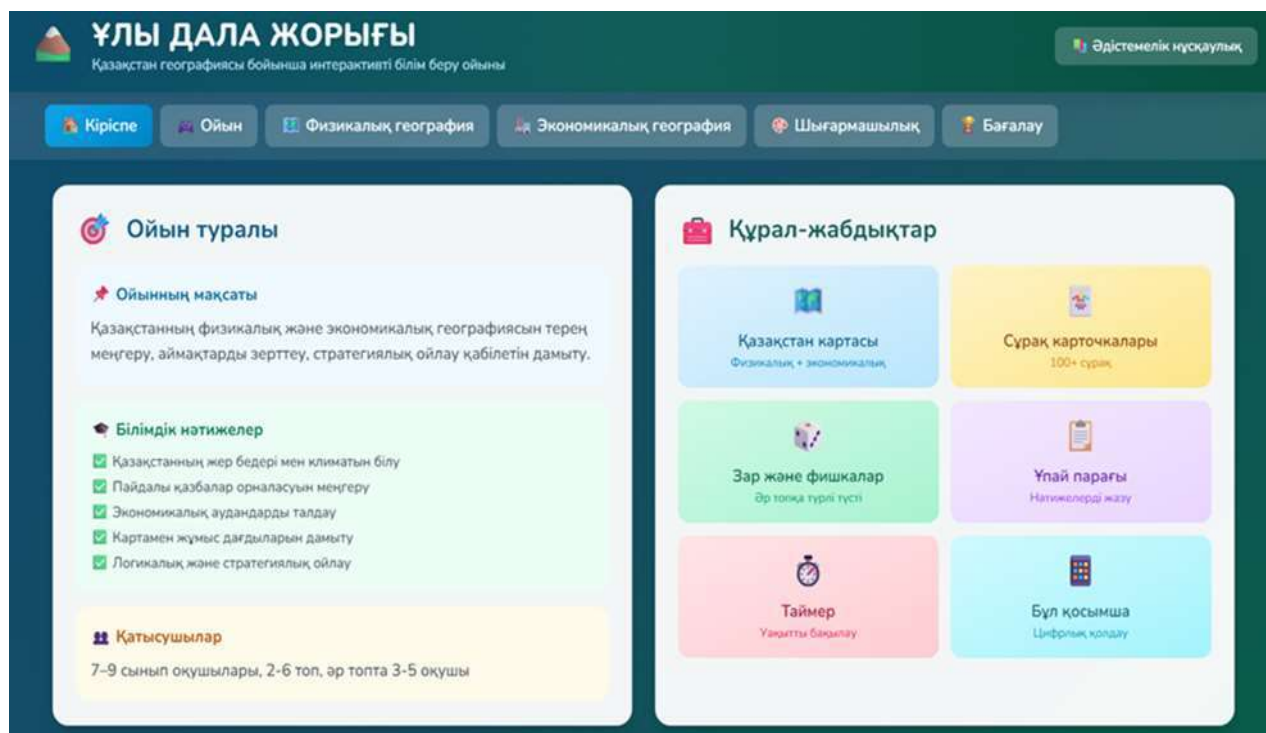 ҰЛЫ ДАЛА ЖОРЫҒЫ
Қазақстан географиясы бойынша интерактивті білім беру ойыны
Әдістемелік нұсқаулық
Кіріспе
Ойын
Физикалық география
Экономикалық география
Шығармашылық
Бағалау
Ойын туралы
Ойынның мақсаты
Қазақстанның физикалық және экономикалық географиясын терең
меңгеру, аймақтарды зерттеу, стратегиялық ойлау қабілетін дамыту.
Білімдік нәтижелер
Қазақстанның жер бедері мен климатын білу
Пайдалы қазбалар орналасуын меңгеру
Экономикалық аудандарды талдау
Картамен жұмыс дағдыларын дамыту
Логикалық және стратегиялық ойлау
Қатысушылар
7–9 сынып оқушылары, 2-6 топ, әр топта 3-5 оқушы
Құрал-жабдықтар
Қазақстан картасы
Физикалық + экономикалық
Сұрақ карточкалары
100+ сұрақ
Зар және фишкалар
Әр топқа түрлі түсті
Ұпай парағы
Нәтижелерді жазу
Таймер
Уақытты бақылау
Бұл қосымша
Цифрлық қолдау